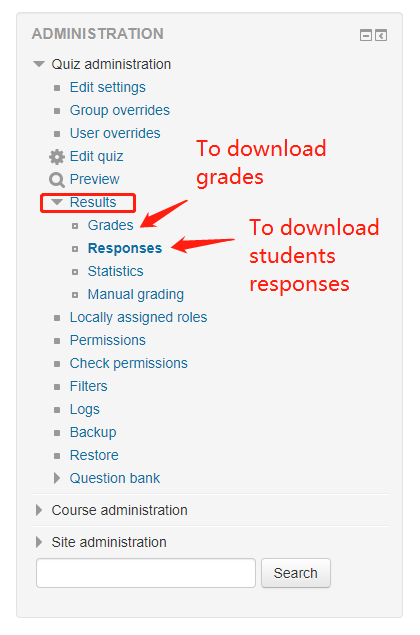 ADMINISTRATION
Quiz administration
Edit settings
Group overrides
User overrides
Edit quiz
To download
grades
Preview
Results
Grades
To download
students
responses
Responses
Statistics
Manual grading
Locally assigned roles
Permissions
Check permissions
Filters
Logs
Backup
Restore
Question bank
Course administration
Site administration
Search